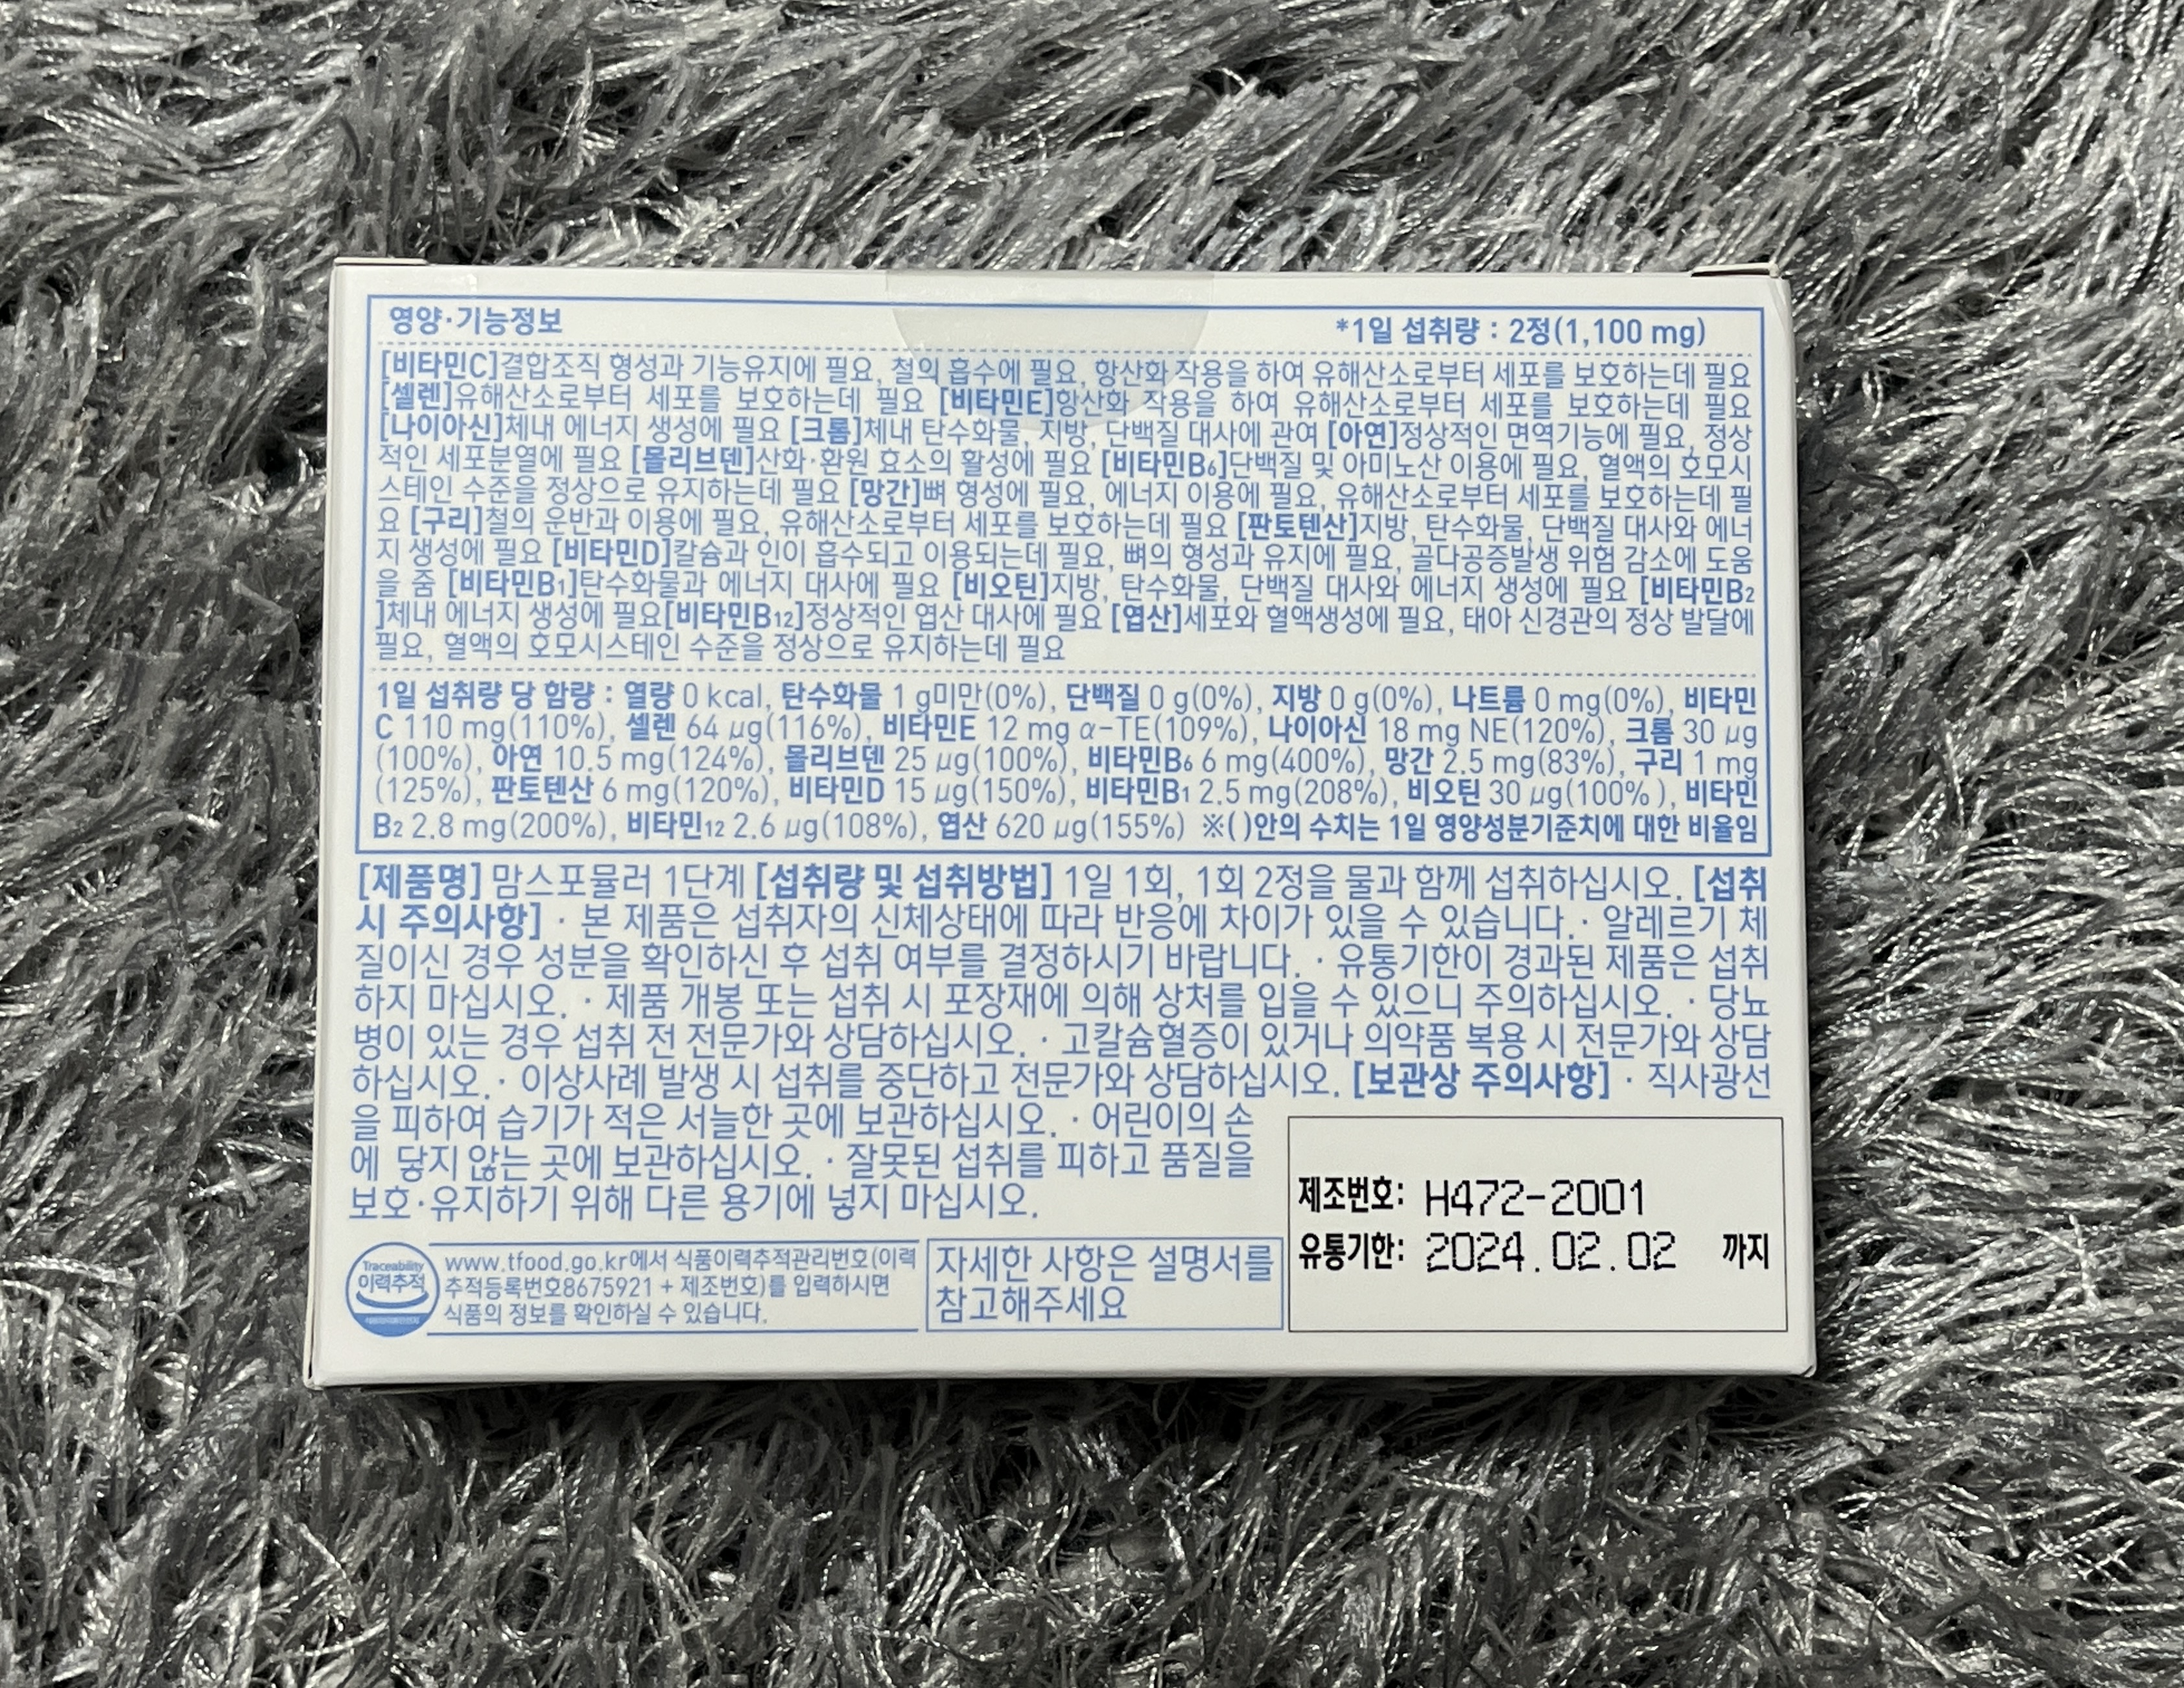 영양·기능정보
*1일 섭취량 : 2정(1,100 mg)
[비타민C]결합조직 형성과 기능유지에 필요, 철의 흡수에 필요, 항산화 작용을 하여 유해산소로부터 세포를 보호하는데 필요
[셀렌]유해산소로부터 세포를 보호하는데 필요 [비타민E]항산화 작용을 하여 유해산소로부터 세포를 보호하는데 필요
[나이아신]체내 에너지 생성에 필요 [크롬]체내 탄수화물, 지방, 단백질 대사에 관여 [아연]정상적인 면역기능에 필요, 정상
적인 세포분열에 필요 [몰리브덴]산화·환원 효소의 활성에 필요 [비타민B₆]단백질 및 아미노산 이용에 필요, 혈액의 호모시
스테인 수준을 정상으로 유지하는데 필요 [망간]뼈 형성에 필요, 에너지 이용에 필요, 유해산소로부터 세포를 보호하는데 필
요 [구리]철의 운반과 이용에 필요, 유해산소로부터 세포를 보호하는데 필요 [판토텐산]지방, 탄수화물, 단백질 대사와 에너
지 생성에 필요 [비타민D]칼슘과 인이 흡수되고 이용되는데 필요, 뼈의 형성과 유지에 필요, 골다공증발생 위험 감소에 도움
을 줌 [비타민B₁]탄수화물과 에너지 대사에 필요 [비오틴]지방, 탄수화물, 단백질 대사와 에너지 생성에 필요 [비타민B₂
]체내 에너지 생성에 필요[비타민B₁₂]정상적인 엽산 대사에 필요 [엽산]세포와 혈액생성에 필요, 태아 신경관의 정상 발달에
필요, 혈액의 호모시스테인 수준을 정상으로 유지하는데 필요
1일 섭취량 당 함량 : 열량 0 kcal, 탄수화물 1 g미만(0%), 단백질 0 g(0%), 지방 0 g(0%), 나트륨 0 mg(0%), 비타민
C 110 mg(110%), 셀렌 64 μg(116%), 비타민E 12 mg α-TE(109%), 나이아신 18 mg NE(120%), 크롬 30 μg
(100%), 아연 10.5 mg(124%), 몰리브덴 25 μg(100%), 비타민B₆ 6 mg(400%), 망간 2.5 mg(83%), 구리 1 mg
(125%), 판토텐산 6 mg(120%), 비타민D 15 μg(150%), 비타민B₁ 2.5 mg(208%), 비오틴 30 μg(100% ), 비타민
B₂ 2.8 mg(200%), 비타민₁₂ 2.6 μg(108%), 엽산 620 μg(155%) ※( )안의 수치는 1일 영양성분기준치에 대한 비율임
[제품명] 맘스포뮬러 1단계 [섭취량 및 섭취방법] 1일 1회, 1회 2정을 물과 함께 섭취하십시오. [섭취
시 주의사항] · 본 제품은 섭취자의 신체상태에 따라 반응에 차이가 있을 수 있습니다. · 알레르기 체
질이신 경우 성분을 확인하신 후 섭취 여부를 결정하시기 바랍니다. · 유통기한이 경과된 제품은 섭취
하지 마십시오. · 제품 개봉 또는 섭취 시 포장재에 의해 상처를 입을 수 있으니 주의하십시오. · 당뇨
병이 있는 경우 섭취 전 전문가와 상담하십시오. · 고칼슘혈증이 있거나 의약품 복용 시 전문가와 상담
하십시오. · 이상사례 발생 시 섭취를 중단하고 전문가와 상담하십시오. [보관상 주의사항] · 직사광선
을 피하여 습기가 적은 서늘한 곳에 보관하십시오. · 어린이의 손
에 닿지 않는 곳에 보관하십시오. · 잘못된 섭취를 피하고 품질을
보호·유지하기 위해 다른 용기에 넣지 마십시오.
제조번호: H472-2001
유통기한: 2024.02.02 까지
Traceability
이력추적
www.tfood.go.kr에서 식품이력추적관리번호(이력
추적등록번호8675921 + 제조번호)를 입력하시면
식품의 정보를 확인하실 수 있습니다.
자세한 사항은 설명서를
참고해주세요